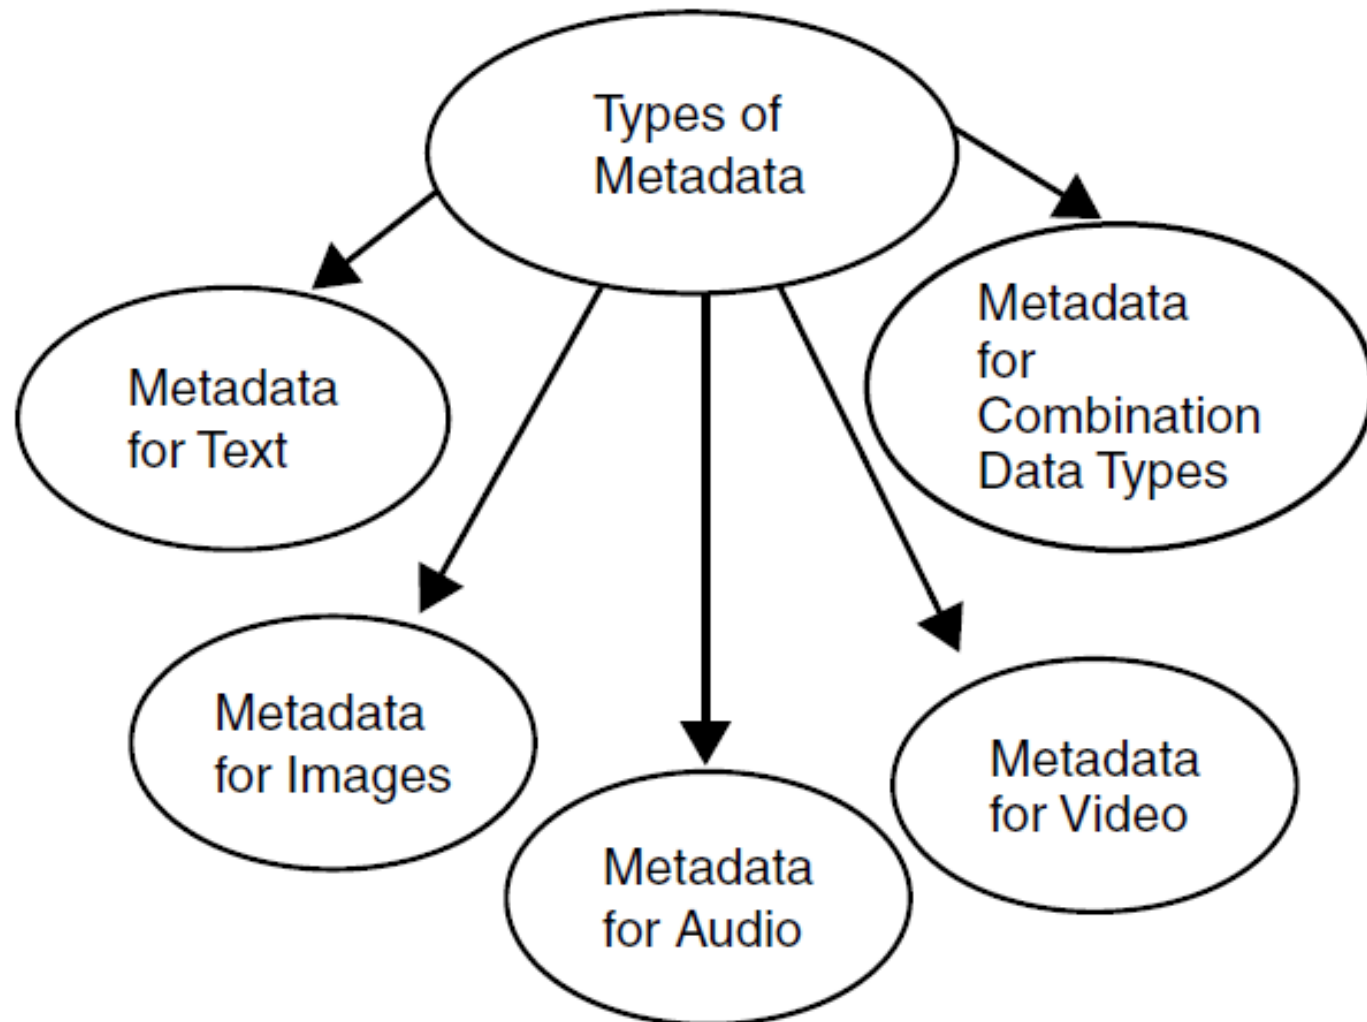 Types of
Metadata
Metadata
for Text
Metadata
for
Combination
Data Types
Metadata
for Images
Metadata
for Audio
Metadata
for Video